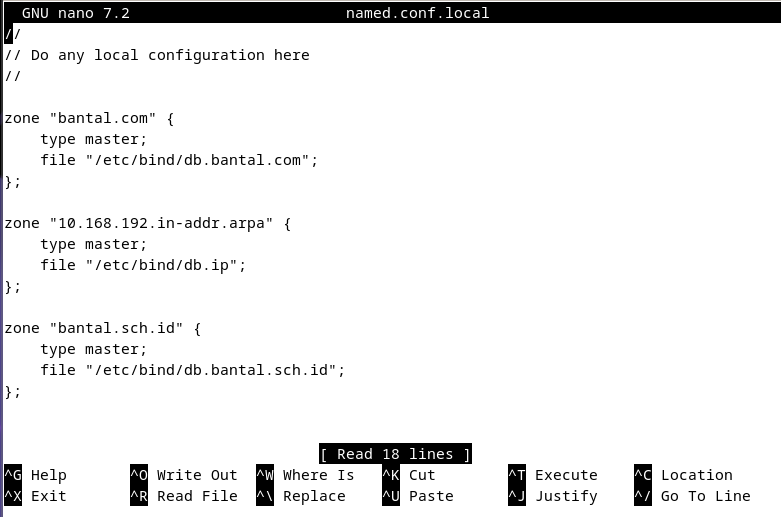 GNU nano 7.2 named.conf.local
//
// Do any local configuration here
//
zone "bantal.com" {
type master;
file "/etc/bind/db.bantal.com";
};
zone "10.168.192.in-addr.arpa" {
type master;
file "/etc/bind/db.ip";
};
zone "bantal.sch.id" {
type master;
file "/etc/bind/db.bantal.sch.id";
};
[ Read 18 lines ]
^G Help ^O Write Out ^W Where Is ^K Cut ^T Execute ^C Location
^X Exit ^R Read File ^\ Replace ^U Paste ^J Justify ^/ Go To Line